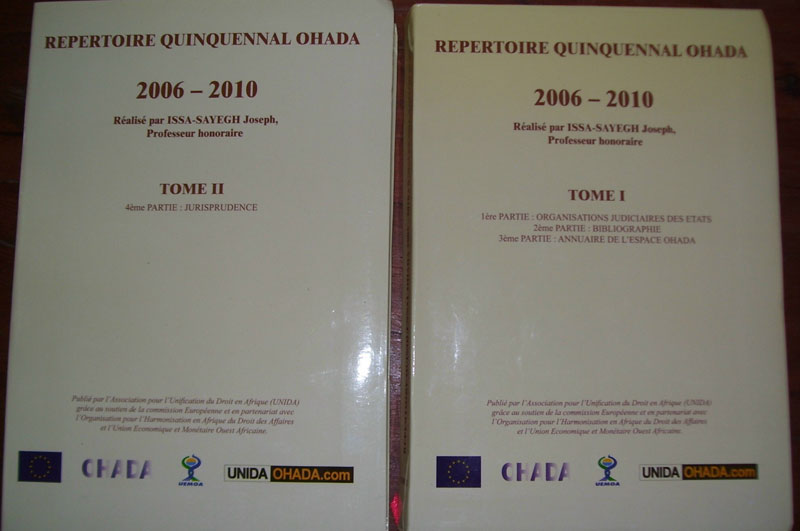 REPERTOIRE QUINQUENNAL OHADA
2006 – 2010
Réalisé par ISSA-SAYEGH Joseph,
Professeur honoraire
TOME II
4ème PARTIE : JURISPRUDENCE
Publié par l'Association pour l'Unification du Droit en Afrique (UNIDA)
grâce au soutien de la commission Européenne et en partenariat avec
l'Organisation pour l'Harmonisation en Afrique du Droit des Affaires
et l'Union Economique et Monétaire Ouest Africaine.
OHADA
UEMOA
UNIDA OHADA.com
REPERTOIRE QUINQUENNAL OHADA
2006 – 2010
Réalisé par ISSA-SAYEGH Joseph,
Professeur honoraire
TOME I
1ère PARTIE : ORGANISATIONS JUDICIAIRES DES ETATS
2ème PARTIE : BIBLIOGRAPHIE
3ème PARTIE : ANNUAIRE DE L'ESPACE OHADA
Publié par l'Association pour l'Unification du Droit en Afrique (UNIDA)
grâce au soutien de la commission Européenne et en partenariat avec
l'Organisation pour l'Harmonisation en Afrique du Droit des Affaires
et l'Union Economique et Monétaire Ouest Africaine.
OHADA
UEMOA
UNIDA OHADA.com